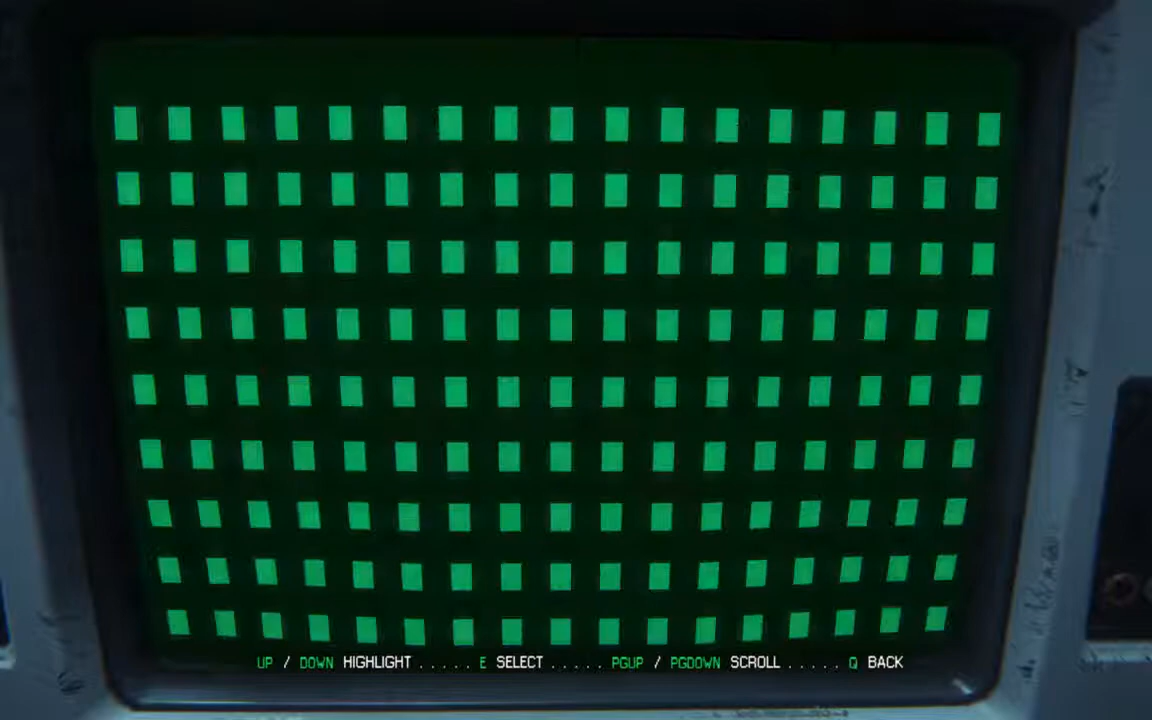 UP / DOWN HIGHLIGHT ..... E SELECT ..... PGUP / PGDOWN SCROLL ..... Q BACK